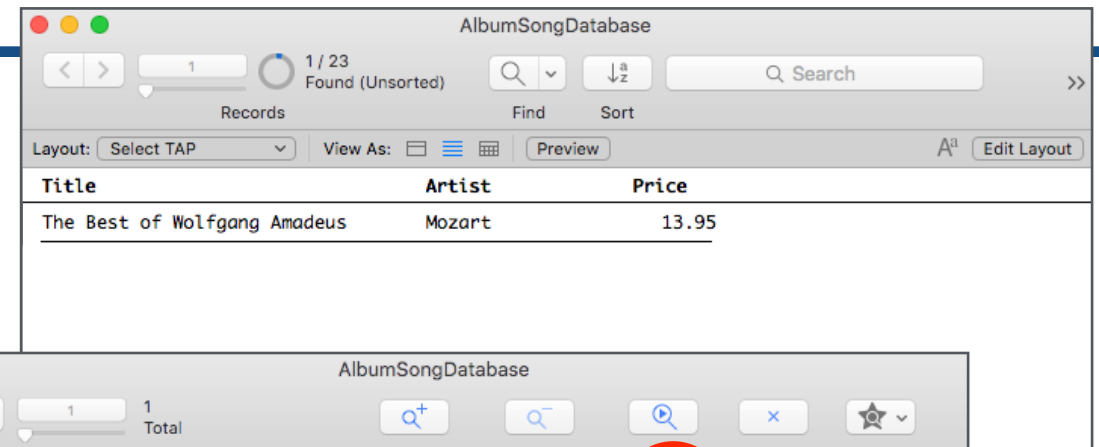 AlbumSongDatabase
1
1 / 23
Found (Unsorted)
Search
Records
Find
Sort
Layout: Select TAP View As: Preview Aa Edit Layout
Title Artist Price
The Best of Wolfgang Amadeus Mozart 13.95
AlbumSongDatabase
1
1
Total